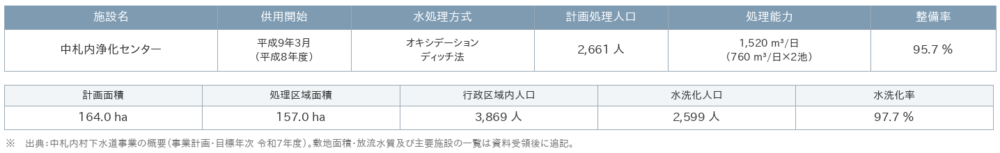 施設名 供用開始 水処理方式 計画処理人口 処理能力 整備率
中札内浄化センター 平成9年3月 (平成8年度) オキシデーション ディッチ法 2,661 人 1,520 m³/日 (760 m³/日×2池) 95.7 %
計画面積 処理区域面積 行政区域内人口 水洗化人口 水洗化率
164.0 ha 157.0 ha 3,869 人 2,599 人 97.7 %
※ 出典:中札内村下水道事業の概要(事業計画・目標年次 令和7年度)。敷地面積・放流水質及び主要施設の一覧は資料受領後に追記。